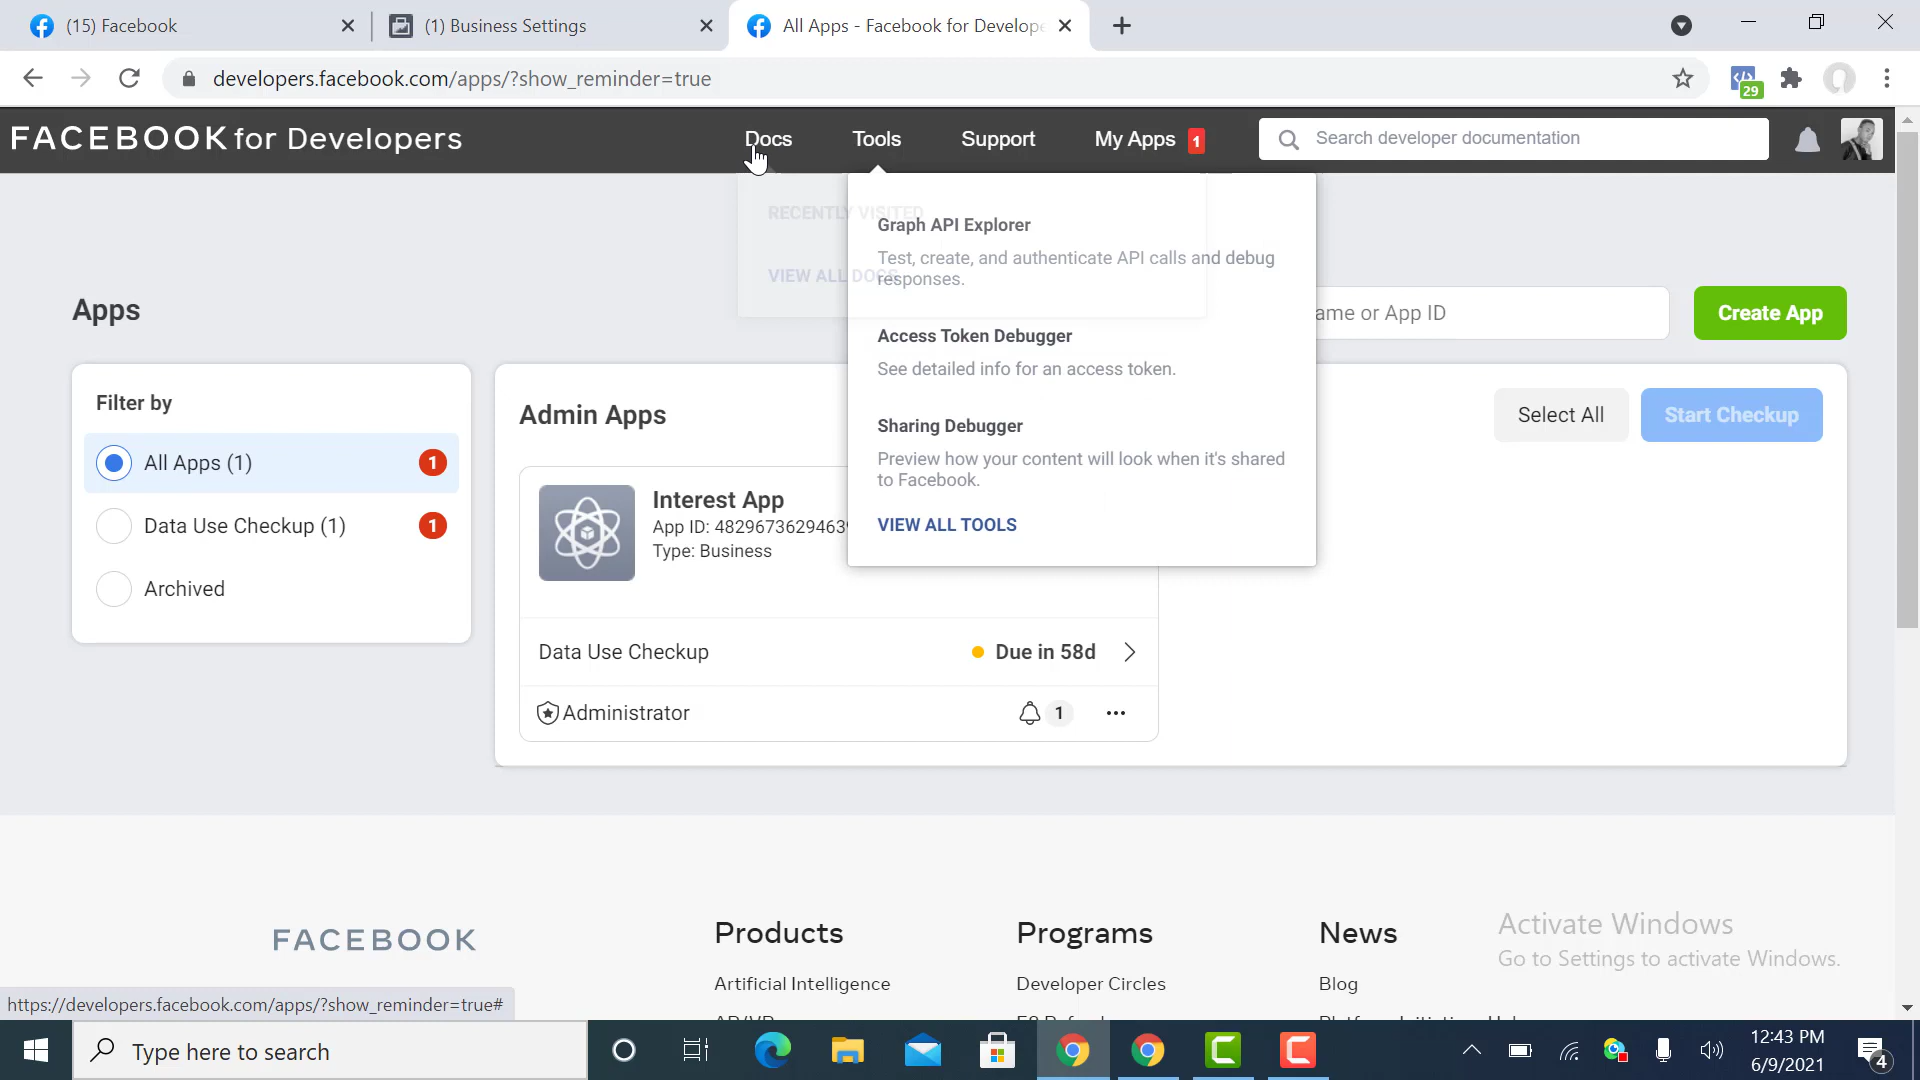 (15) Facebook
(1) Business Settings
All Apps - Facebook for Develope
developers.facebook.com/apps/?show_reminder=true
29
FACEBOOK for Developers
Docs
Tools
Support
My Apps 1
Search developer documentation
RECENTLY VISITED
VIEW ALL DOCS
Graph API Explorer
Test, create, and authenticate API calls and debug
responses.
Access Token Debugger
See detailed info for an access token.
Sharing Debugger
Preview how your content will look when it's shared
to Facebook.
VIEW ALL TOOLS
Apps
ame or App ID
Create App
Filter by
All Apps (1) 1
Data Use Checkup (1) 1
Archived
Admin Apps
Select All
Start Checkup
Interest App
App ID: 48296736294639
Type: Business
Data Use Checkup
Due in 58d
Administrator
1
FACEBOOK
Products
Artificial Intelligence
AR/VR
Programs
Developer Circles
News
Blog
Activate Windows
Go to Settings to activate Windows.
https://developers.facebook.com/apps/?show_reminder=true#
Type here to search
12:43 PM
6/9/2021
4